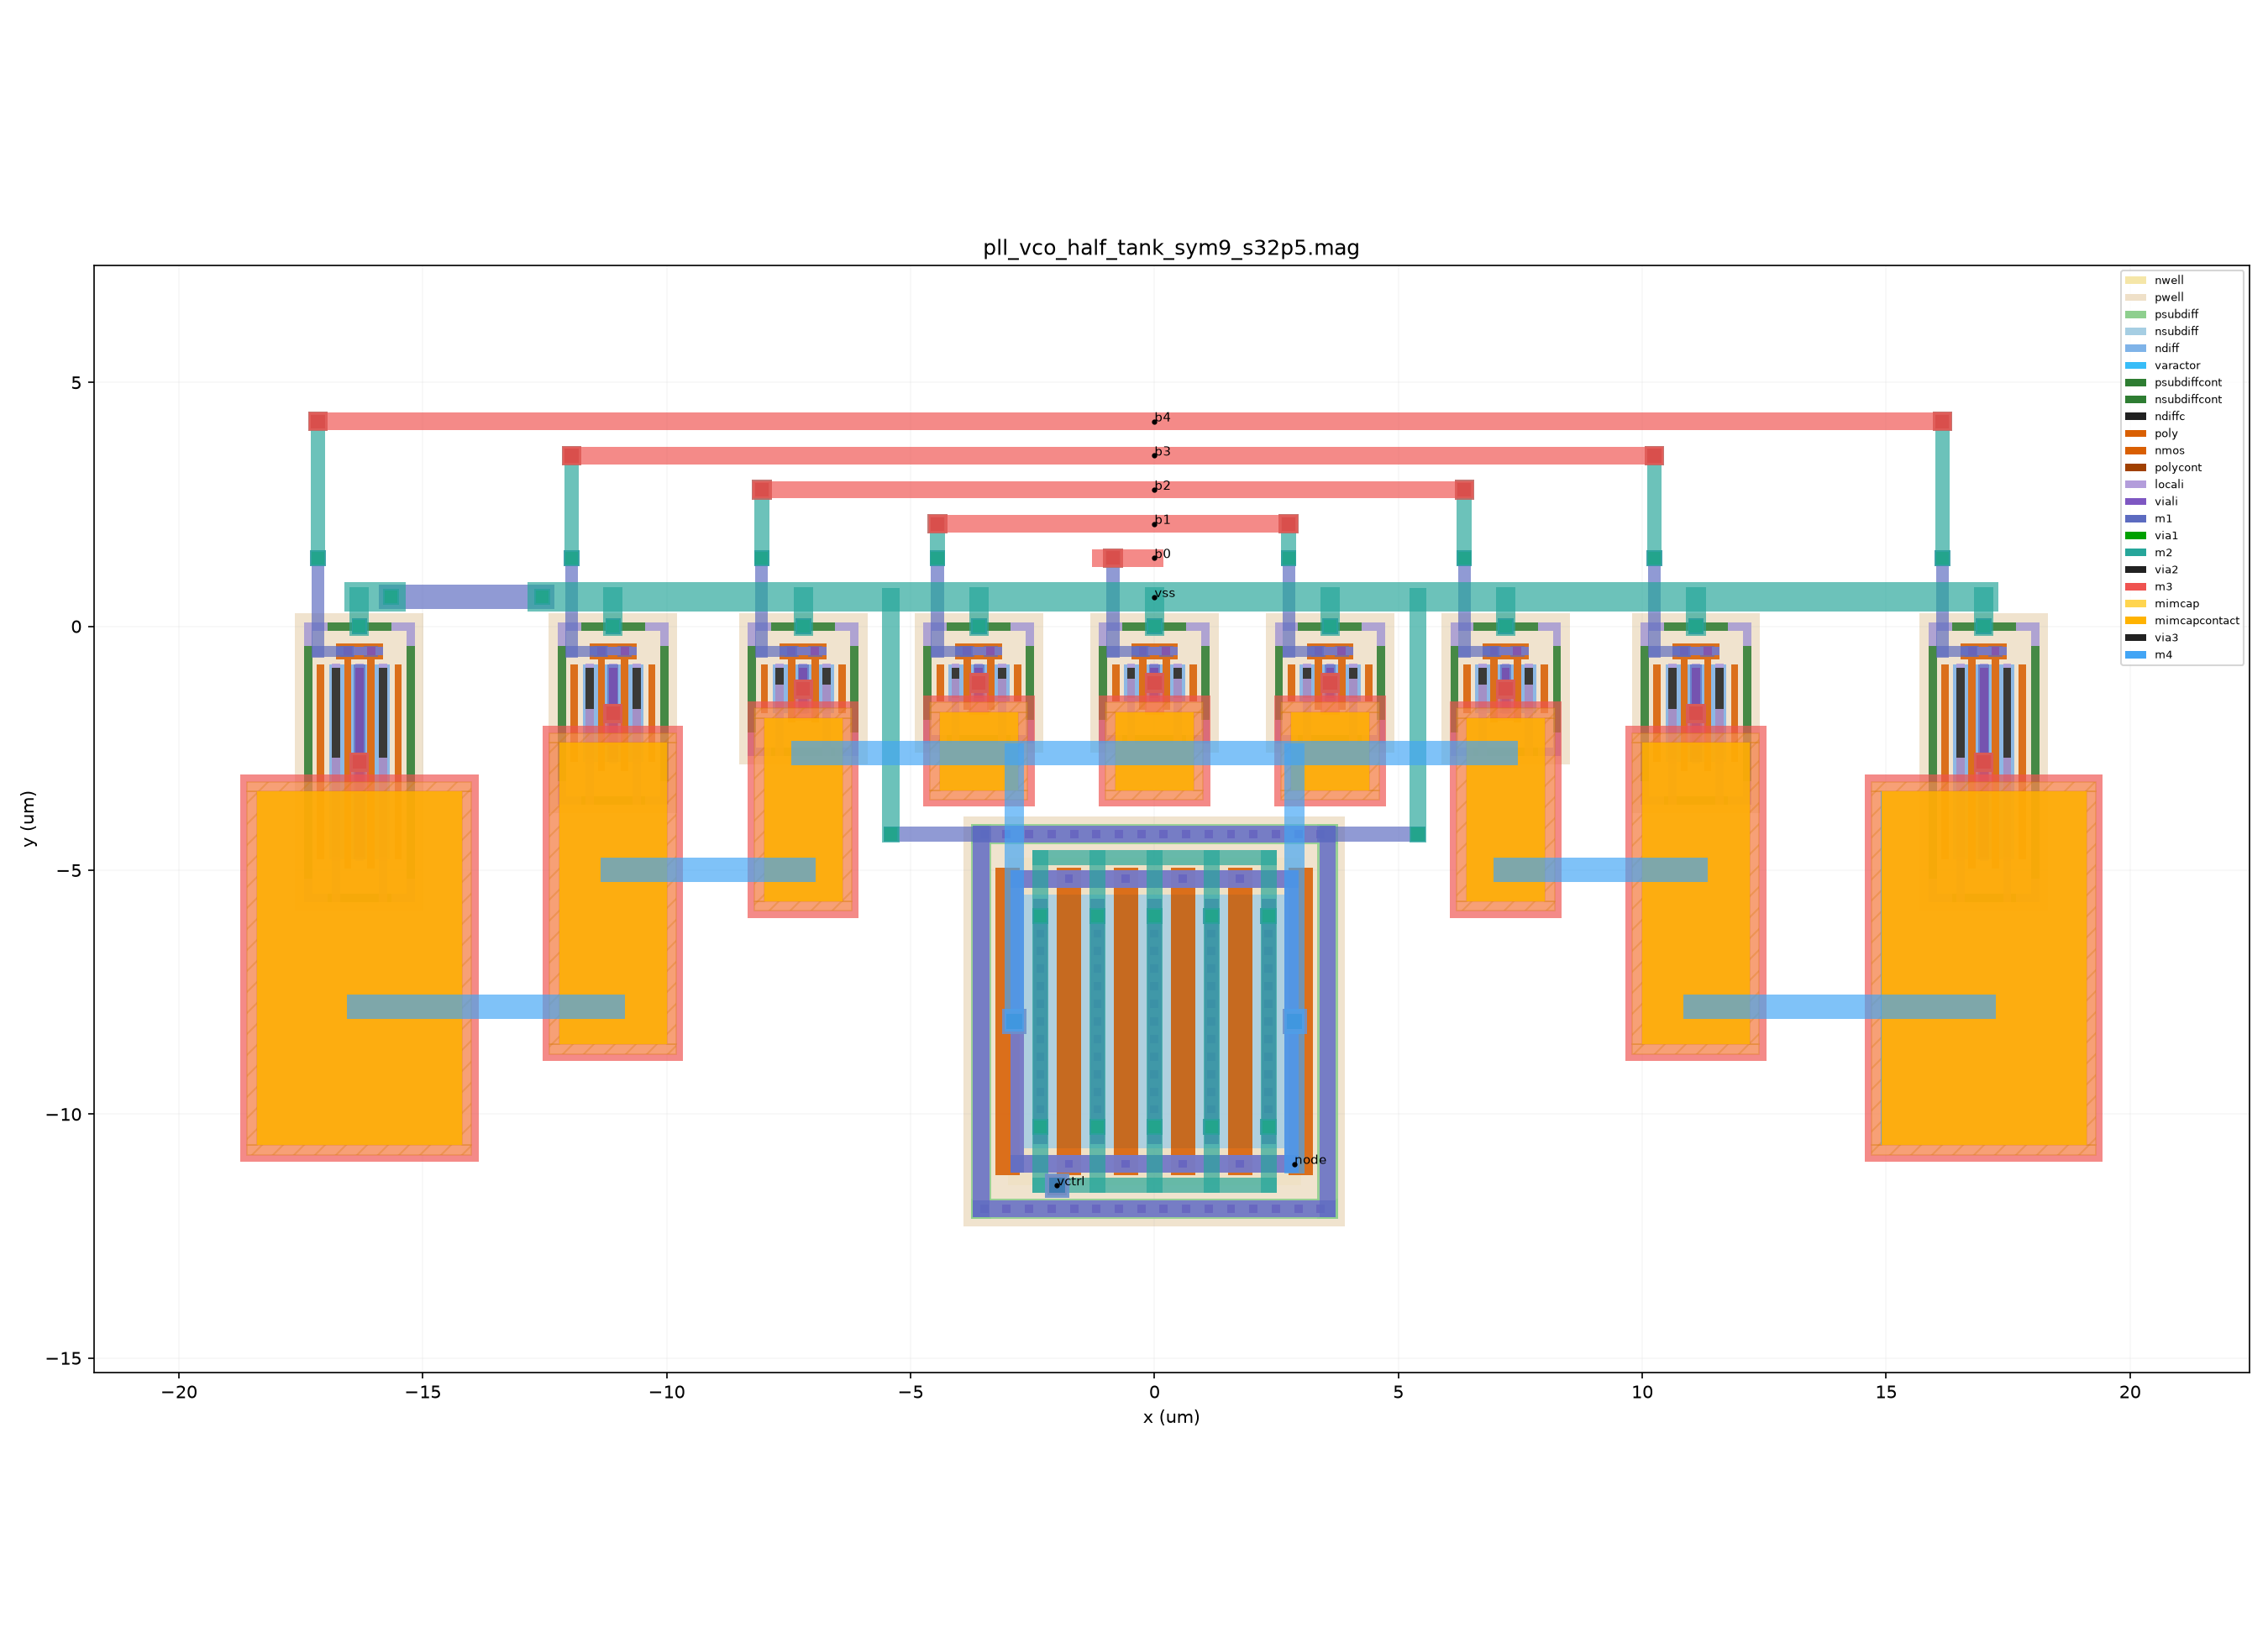 pll_vco_half_tank_sym9_s32p5.mag
nwell
pwell
psubdiff
nsubdiff
ndiff
varactor
psubdiffcont
nsubdiffcont
ndiffc
poly
nmos
polycont
locali
viali
m1
via1
m2
via2
m3
mimcap
mimcapcontact
via3
m4
b4
b3
b2
b1
b0
vss
node
vctrl
5
0
−5
−10
−15
y (um)
−20 −15 −10 −5 0 5 10 15 20
x (um)